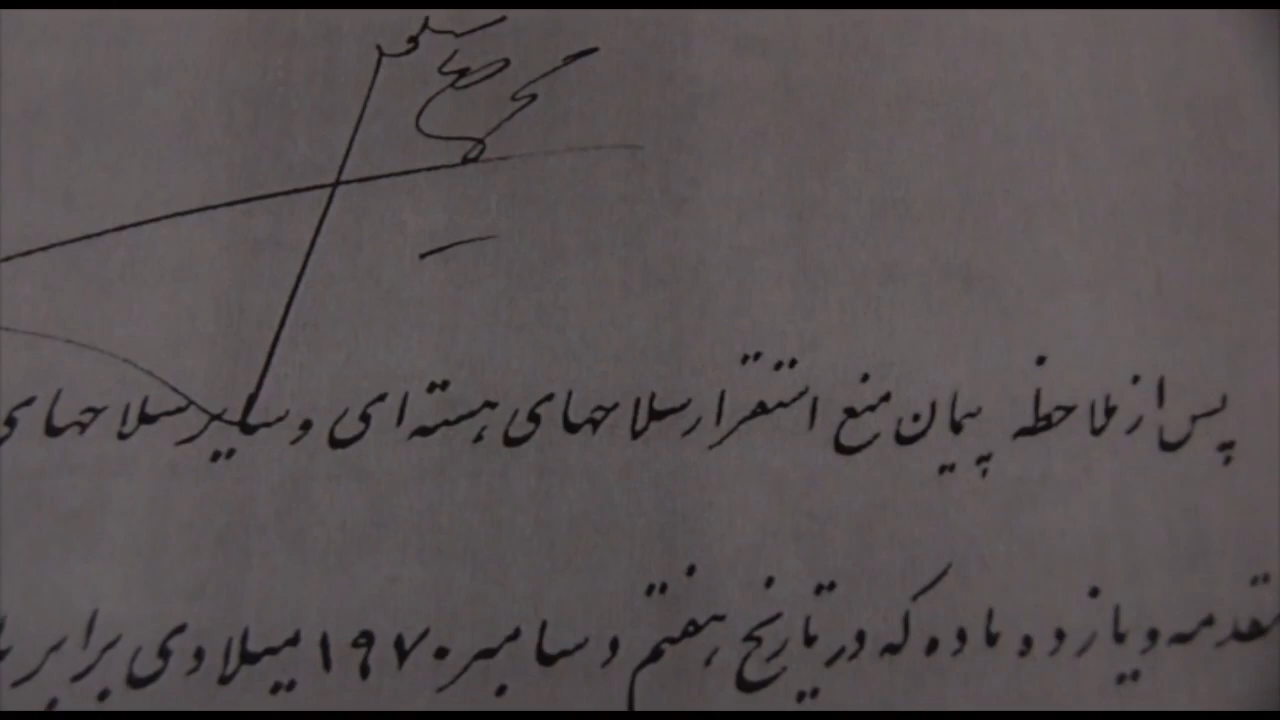 پس از ملاحظه پیمان منع استقرار سلاحهای هسته‌ای و سایر سلاحهای
مقدمه و یازده ماده که در تاریخ هفتم دسامبر ۱۹۷۰ میلادی برابر با